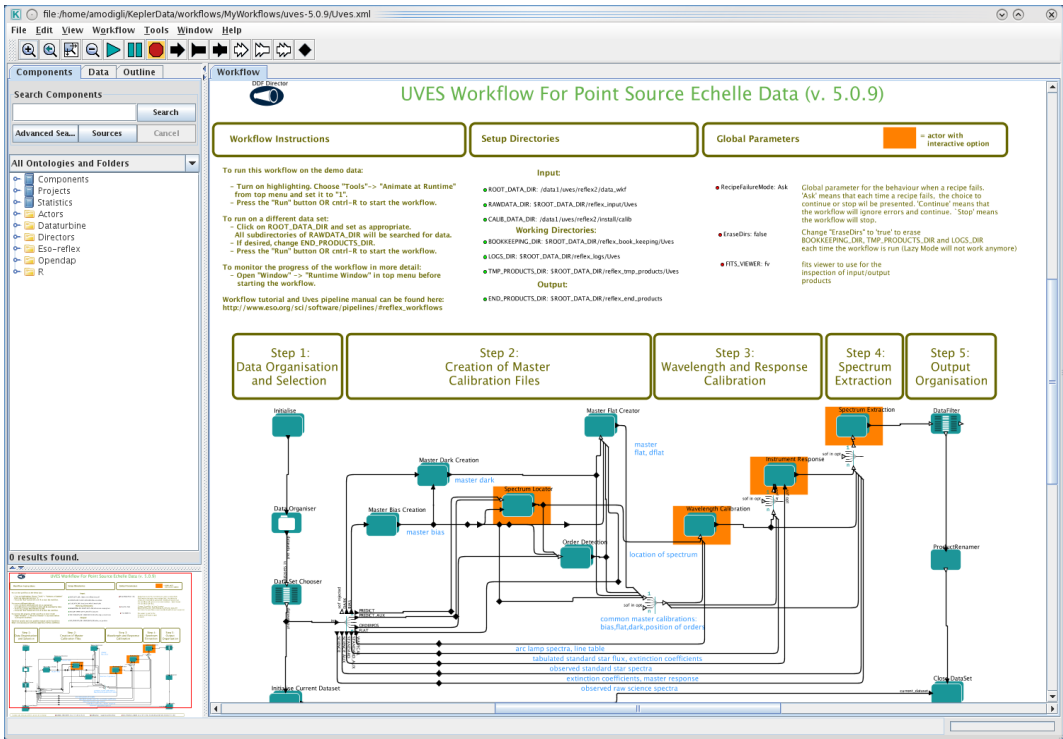 file:/home/amodigli/KeplerData/workflows/MyWorkflows/uves-5.0.9/Uves.xml
File Edit View Workflow Tools Window Help
Components Data Outline
Search Components
Search
Advanced Sea... Sources Cancel
All Ontologies and Folders
Components
Projects
Statistics
Actors
Dataturbine
Directors
Eso-reflex
Opendap
R
0 results found.
Workflow
DDF Director
UVES Workflow For Point Source Echelle Data (v. 5.0.9)
Workflow Instructions
Setup Directories
Global Parameters
= actor with
interactive option
To run this workflow on the demo data:
- Turn on highlighting. Choose "Tools"-> "Animate at Runtime"
from top menu and set it to "1".
- Press the "Run" button OR cntrl-R to start the workflow.
To run on a different data set:
- Click on ROOT_DATA_DIR and set as appropriate.
All subdirectories of RAWDATA_DIR will be searched for data.
- If desired, change END_PRODUCTS_DIR.
- Press the "Run" button OR cntrl-R to start the workflow.
To monitor the progress of the workflow in more detail:
- Open "Window" -> "Runtime Window" in top menu before
starting the workflow.
Workflow tutorial and Uves pipeline manual can be found here:
http://www.eso.org/sci/software/pipelines/#reflex_workflows
Input:
ROOT_DATA_DIR: /data1/uves/reflex2/data_wkf
RAWDATA_DIR: $ROOT_DATA_DIR/reflex_input/Uves
CALIB_DATA_DIR: /data1/uves/reflex2/install/calib
Working Directories:
BOOKKEEPING_DIR: $ROOT_DATA_DIR/reflex_book_keeping/Uves
LOGS_DIR: $ROOT_DATA_DIR/reflex_logs/Uves
TMP_PRODUCTS_DIR: $ROOT_DATA_DIR/reflex_tmp_products/Uves
Output:
END_PRODUCTS_DIR: $ROOT_DATA_DIR/reflex_end_products
RecipeFailureMode: Ask
Global parameter for the behaviour when a recipe fails.
'Ask' means that each time a recipe fails, the choice to
continue or stop wil be presented. 'Continue' means that
the workflow will ignore errors and continue. `Stop' means
the workflow will stop.
EraseDirs: false
Change "EraseDirs" to 'true' to erase
BOOKKEEPING_DIR, TMP_PRODUCTS_DIR and LOGS_DIR
each time the workflow is run (Lazy Mode will not work anymore)
FITS_VIEWER: fv
fits viewer to use for the
inspection of input/output
products
Step 1:
Data Organisation
and Selection
Step 2:
Creation of Master
Calibration Files
Step 3:
Wavelength and Response
Calibration
Step 4:
Spectrum
Extraction
Step 5:
Output
Organisation
Initialise
Master Flat Creator
Spectrum Extraction
DataFilter
master
flat, dflat
Master Dark Creation
master dark
Instrument Response
Spectrum Locator
Data Organiser
Master Bias Creation
master bias
Wavelength Calibration
Order Detection
location of spectrum
ProductRenamer
DataSet Chooser
sof in opt
common master calibrations:
bias,flat,dark,position of orders
arc lamp spectra, line table
tabulated standard star flux, extinction coefficients
observed standard star spectra
extinction coefficients, master response
observed raw science spectra
Initialise Current Dataset
current_dataset
Close DataSet